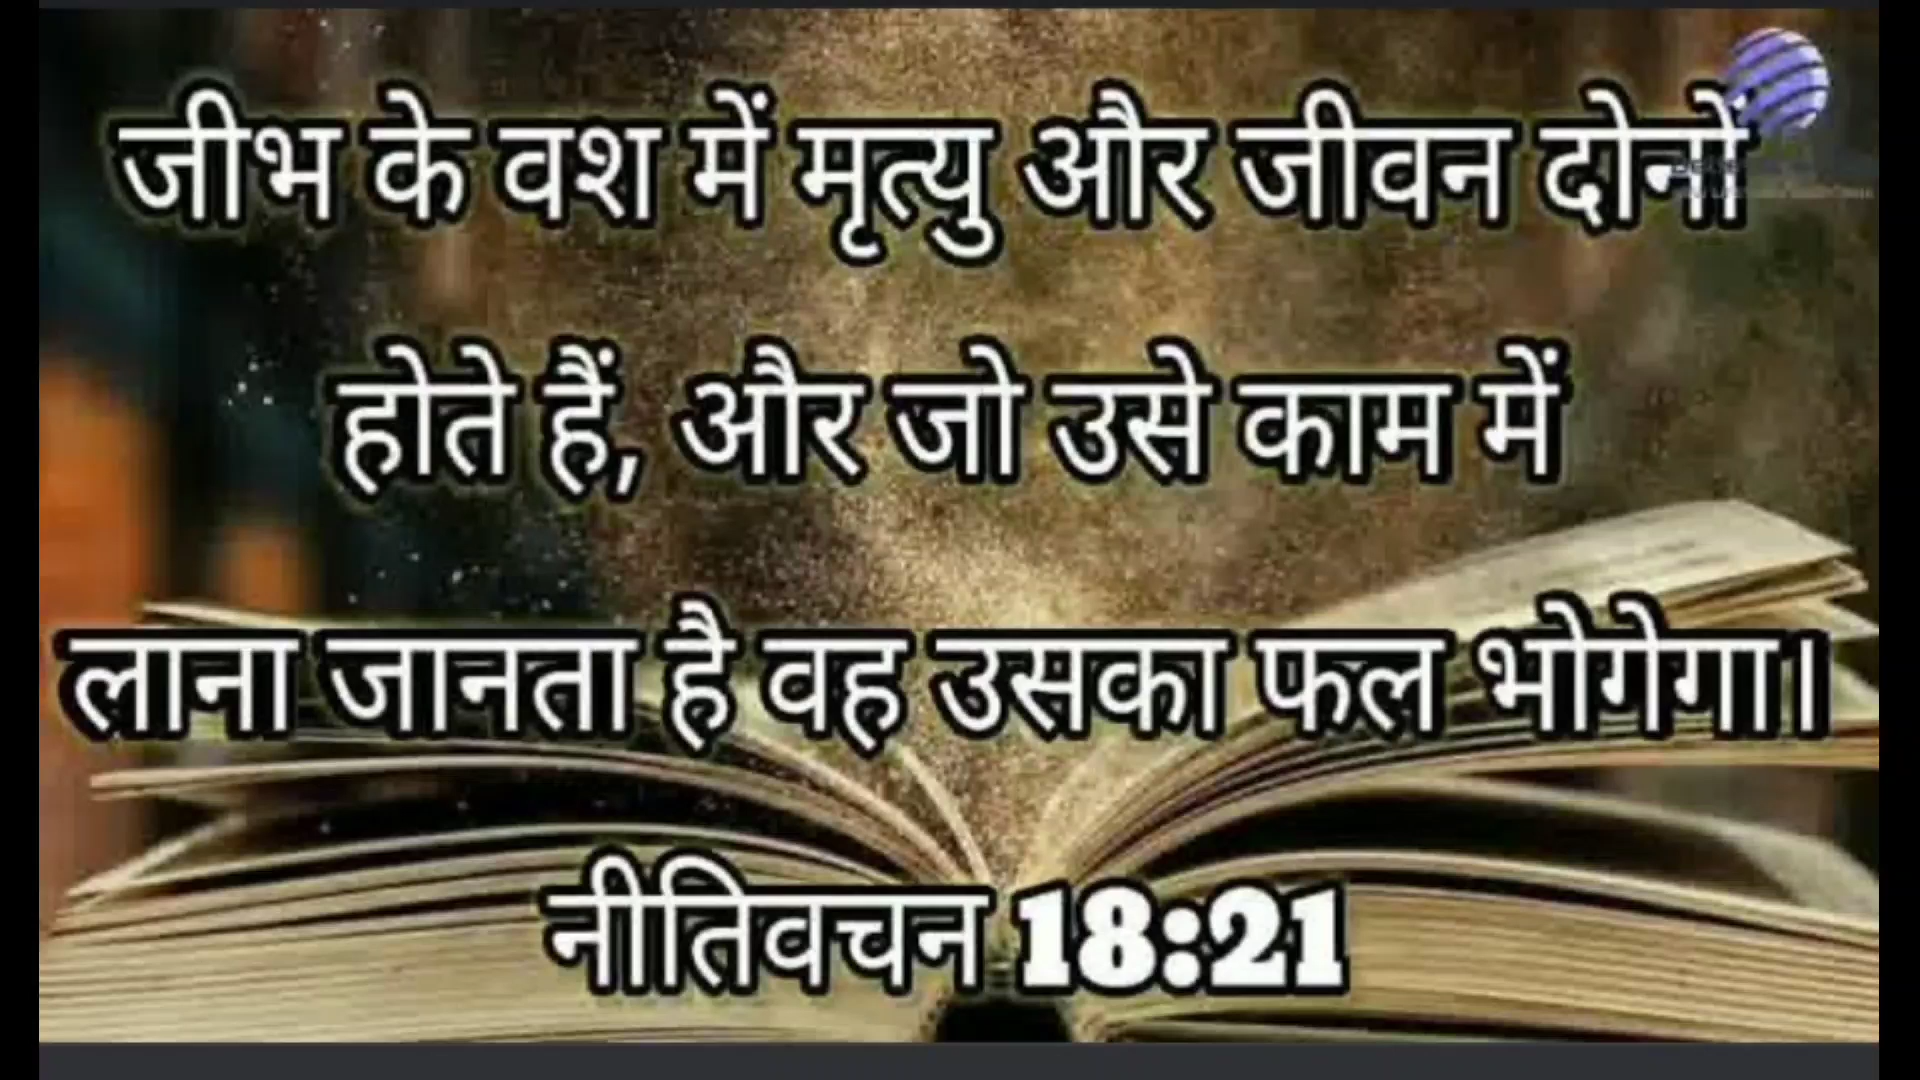 जीभ के वश में मृत्यु और जीवन दोनों
होते हैं, और जो उसे काम में
लाना जानता है वह उसका फल भोगेगा।
नीतिवचन 18:21